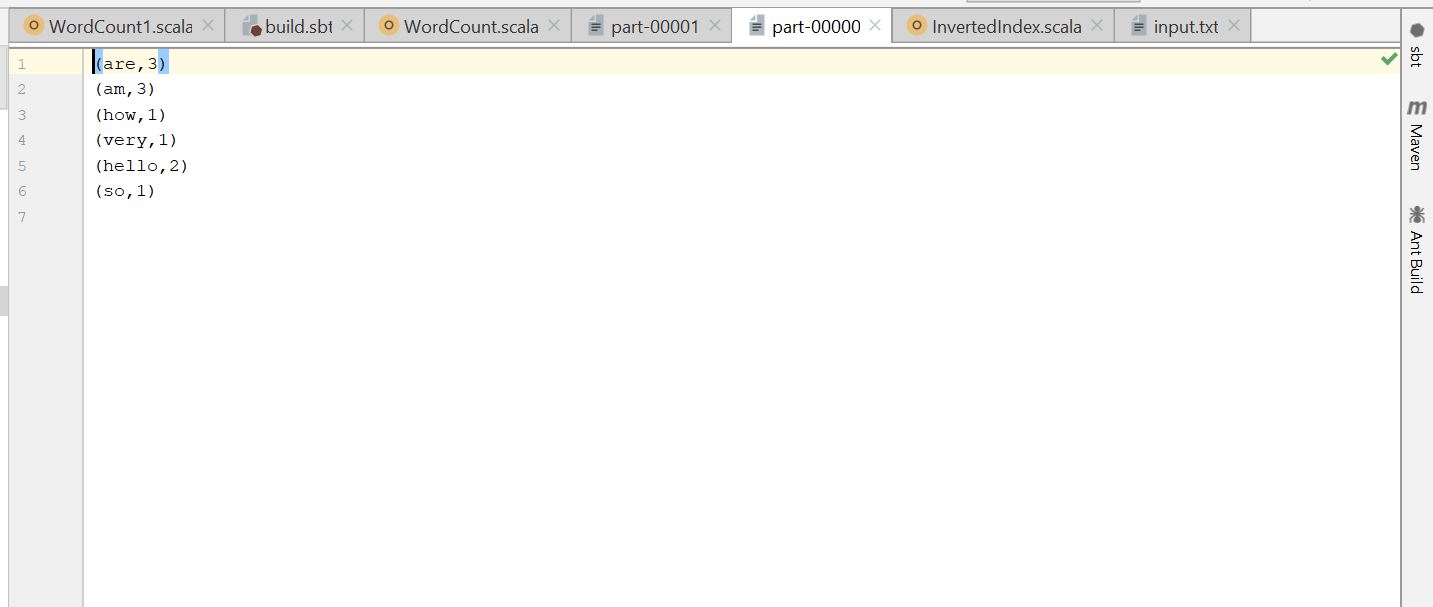 WordCount1.scala build.sbt WordCount.scala part-00001 part-00000 InvertedIndex.scala input.txt
1 (are,3)
2 (am,3)
3 (how,1)
4 (very,1)
5 (hello,2)
6 (so,1)
7
sbt
m Maven
Ant Build